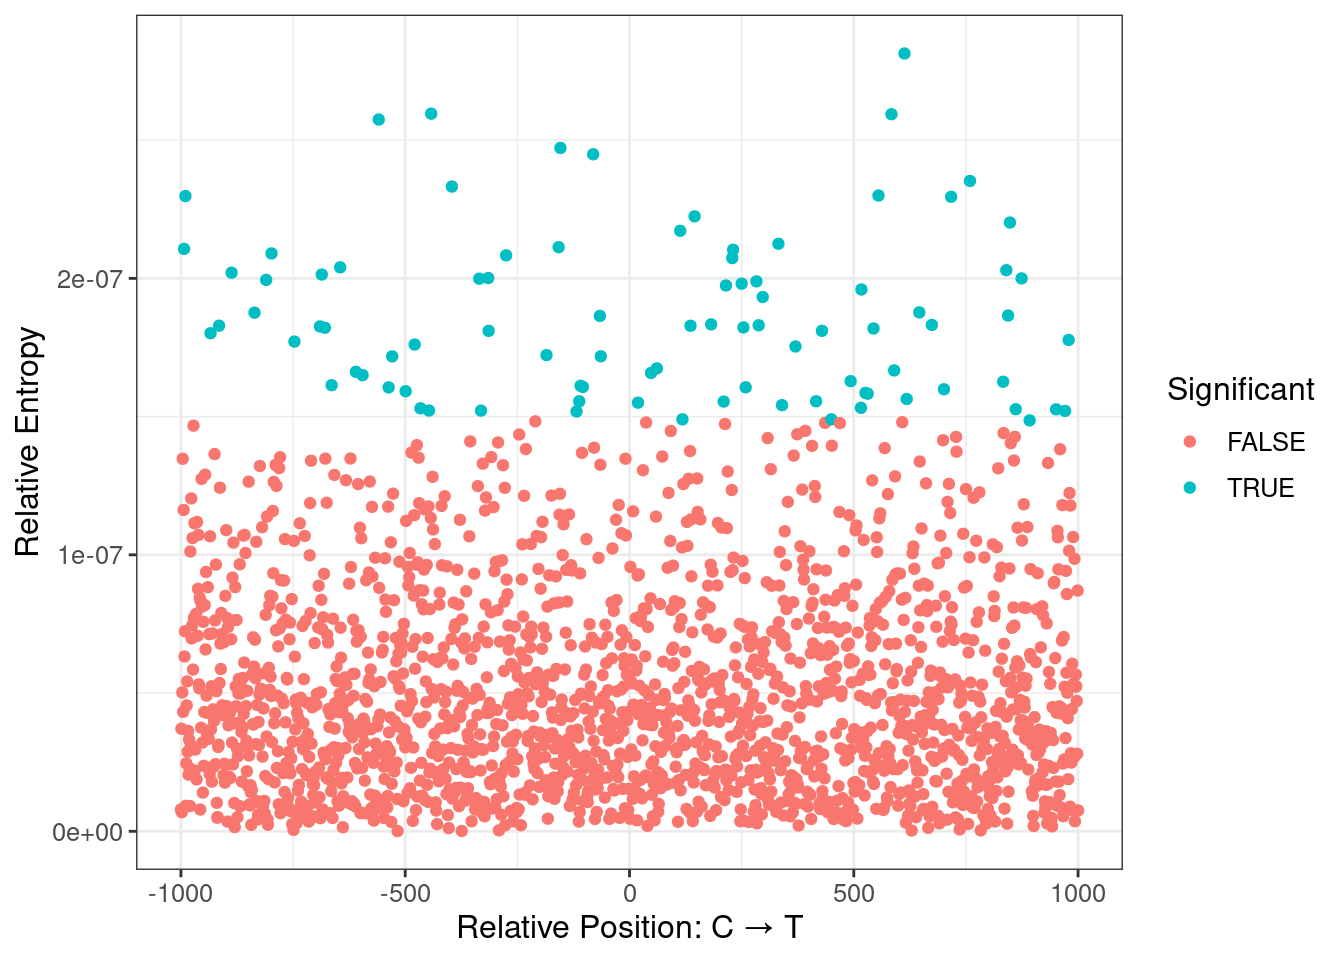 Relative Entropy
2e-07
1e-07
0e+00
-1000 -500 0 500 1000
Relative Position: C → T
Significant
FALSE
TRUE